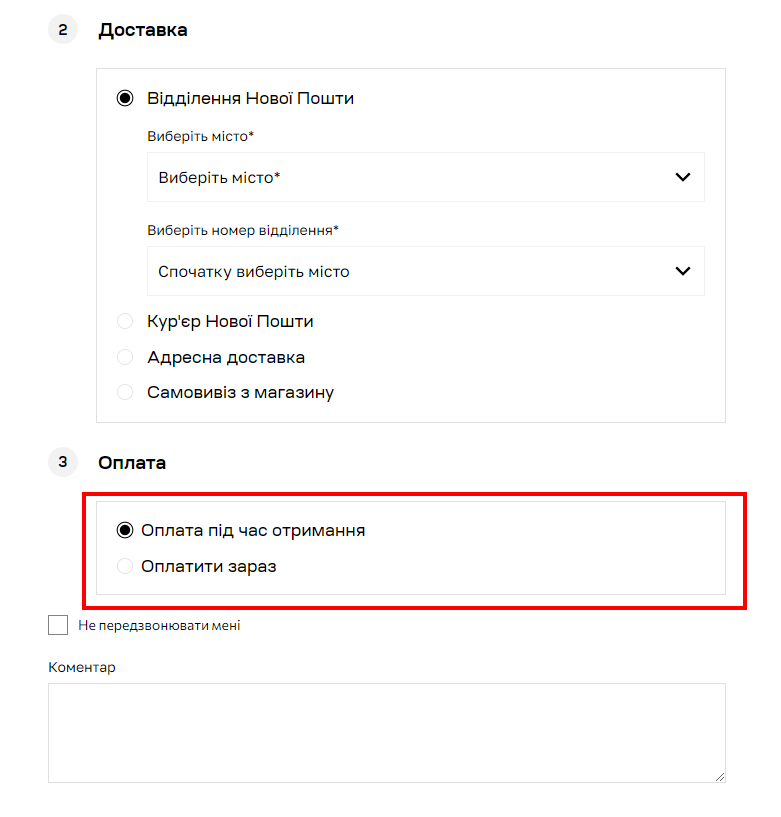 2 Доставка
Відділення Нової Пошти
Виберіть місто*
Виберіть місто*
Виберіть номер відділення*
Спочатку виберіть місто
Кур'єр Нової Пошти
Адресна доставка
Самовивіз з магазину
3 Оплата
Оплата під час отримання
Оплатити зараз
Не передзвонювати мені
Коментар